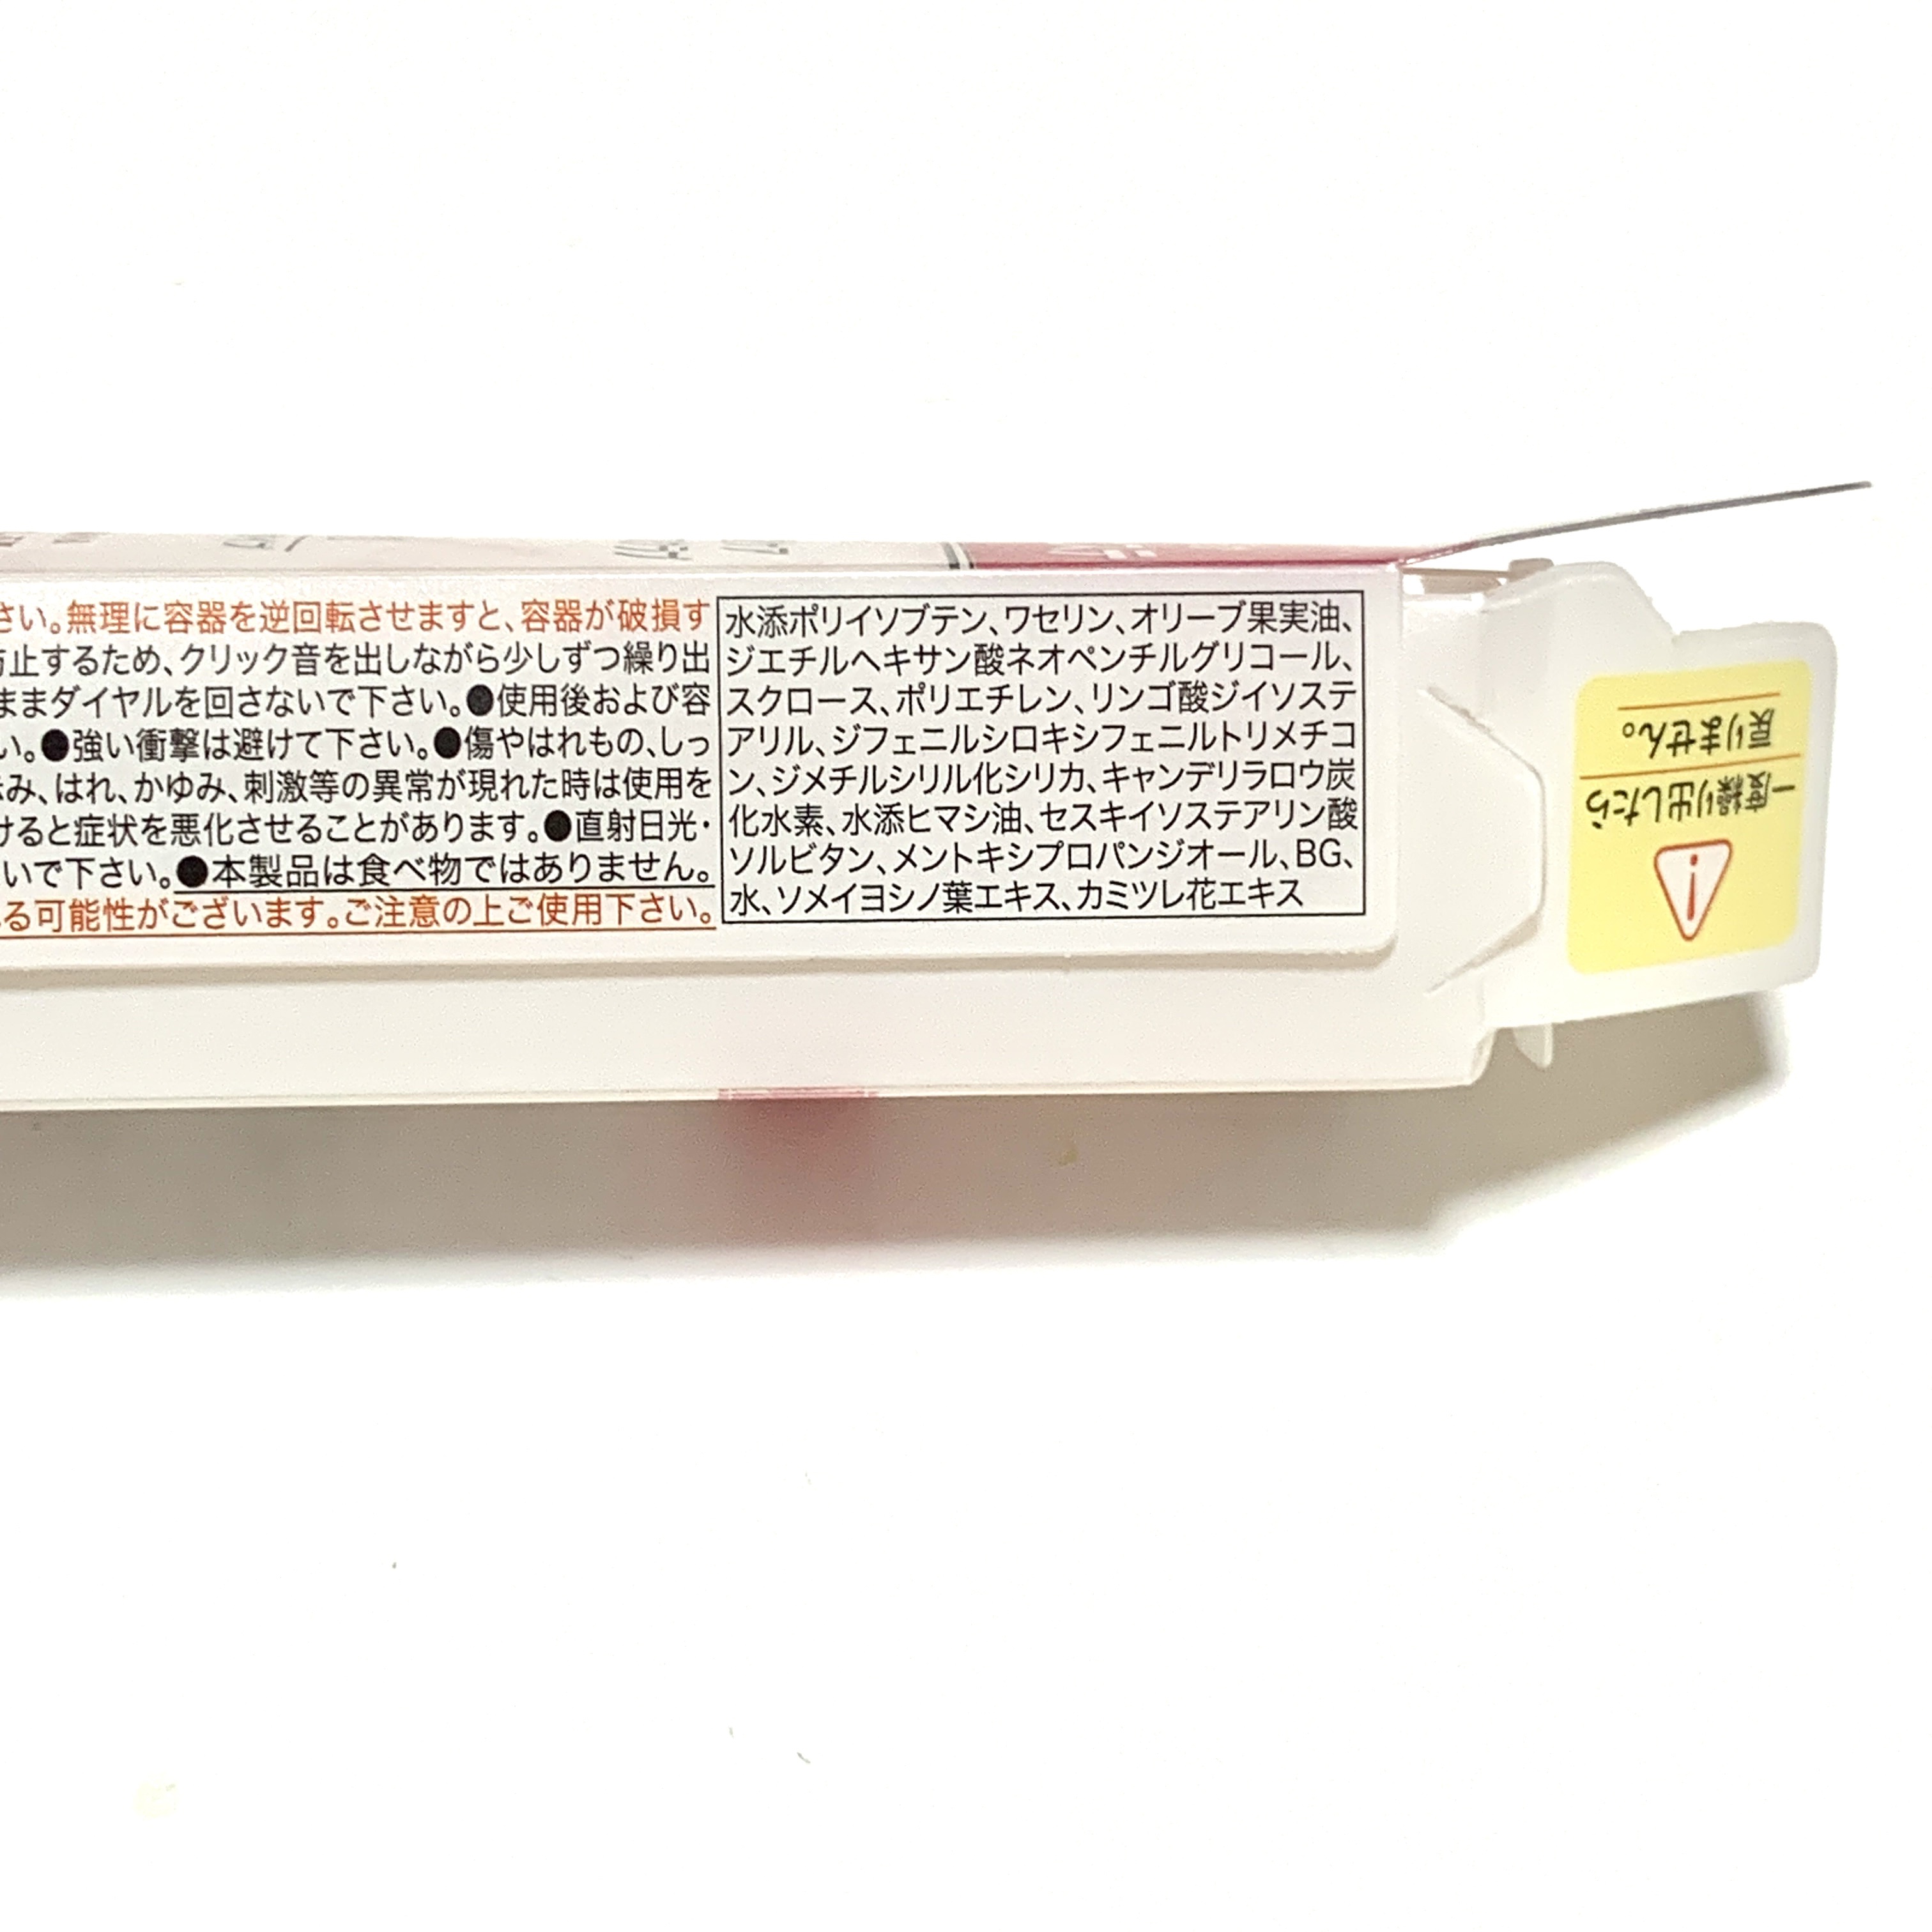 さい。無理に容器を逆回転させますと、容器が破損す
止するため、クリック音を出しながら少しずつ繰り出
ままダイヤルを回さないで下さい。●使用後および容
い。●強い衝撃は避けて下さい。●傷やはれもの、しっ
み、はれ、かゆみ、刺激等の異常が現れた時は使用を
けると症状を悪化させることがあります。●直射日光・
いで下さい。●本製品は食べ物ではありません。
る可能性がございます。ご注意の上ご使用下さい。
水添ポリイソブテン、ワセリン、オリーブ果実油、
ジエチルヘキサン酸ネオペンチルグリコール、
スクロース、ポリエチレン、リンゴ酸ジイソステ
アリル、ジフェニルシロキシフェニルトリメチコ
ン、ジメチルシリル化シリカ、キャンデリラロウ炭
化水素、水添ヒマシ油、セスキイソステアリン酸
ソルビタン、メントキシプロパンジオール、BG、
水、ソメイヨシノ葉エキス、カミツレ花エキス
一度繰り出したら
戻りません。